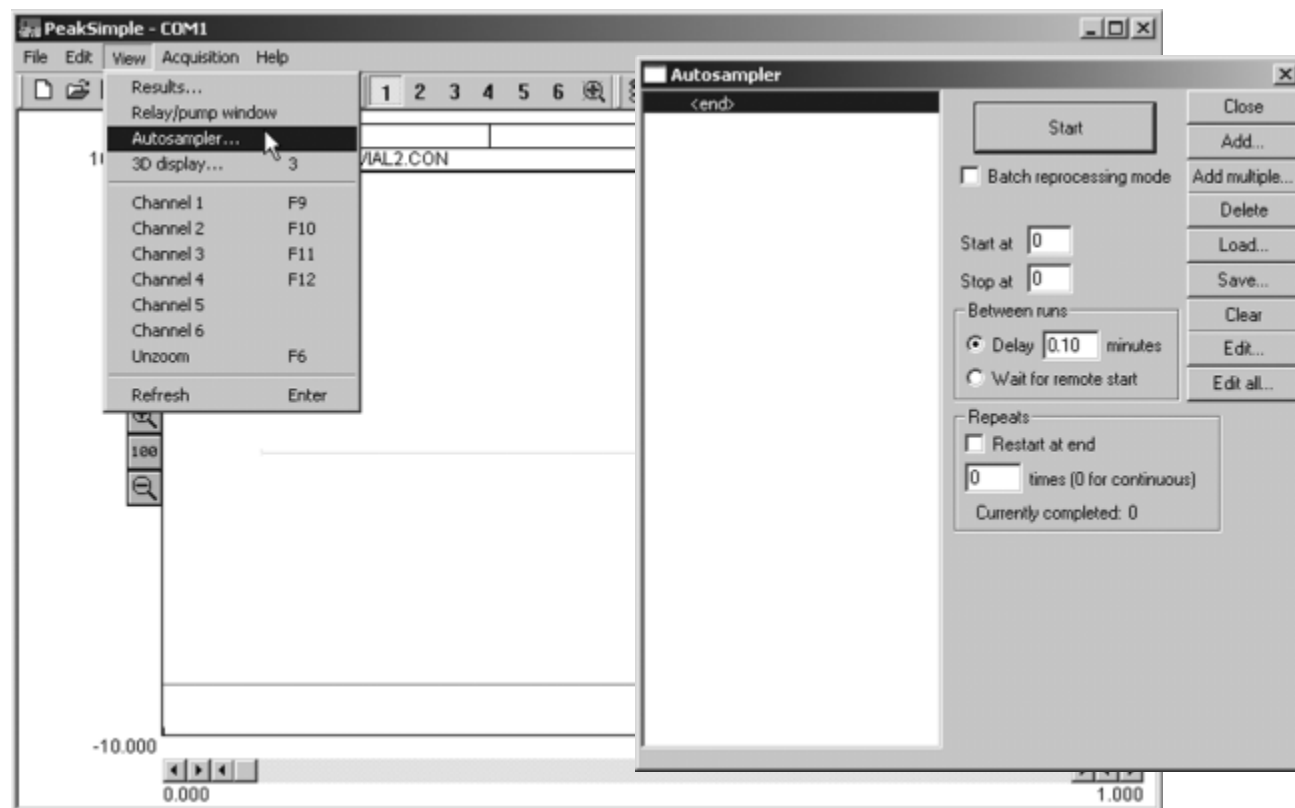 PeakSimple - COM1
File Edit View Acquisition Help
1 2 3 4 5 6
Results...
Relay/pump window
Autosampler...
3D display... 3
Channel 1 F9
Channel 2 F10
Channel 3 F11
Channel 4 F12
Channel 5
Channel 6
Unzoom F6
Refresh Enter
VIAL2.CON
100
-10.000
0.000
1.000
Autosampler
<end>
Start
Batch reprocessing mode
Start at 0
Stop at 0
Between runs
Delay 0.10 minutes
Wait for remote start
Repeats
Restart at end
0 times (0 for continuous)
Currently completed: 0
Close
Add...
Add multiple...
Delete
Load...
Save...
Clear
Edit...
Edit all...